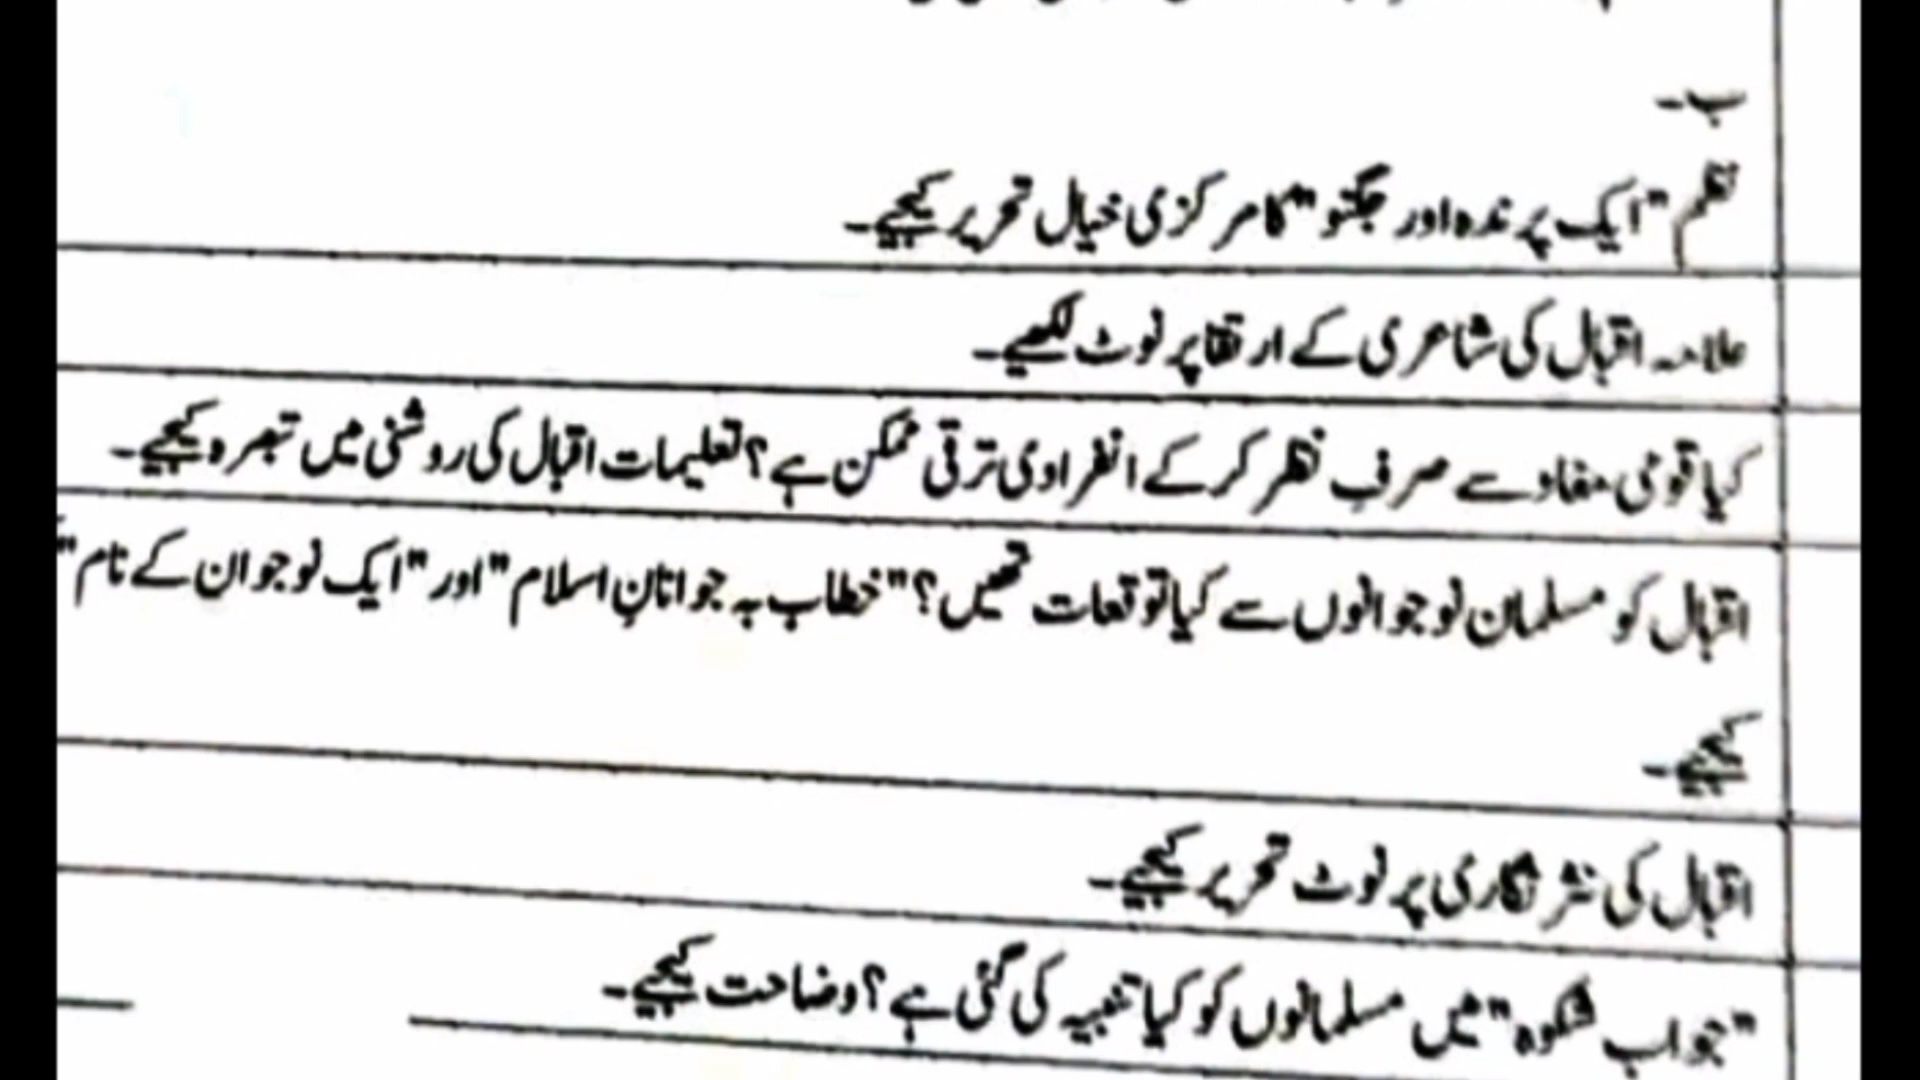 ب۔
نظم "ایک پرندہ اور جگنو" کا مرکزی خیال تحریر کیجیے۔
علامہ اقبال کی شاعری کے ارتقا پر نوٹ لکھیے۔
کیا قومی مفاد سے صرفِ نظر کر کے انفرادی ترقی ممکن ہے؟ تعلیمات اقبال کی روشنی میں تبصرہ کیجیے۔
اقبال کو مسلمان نوجوانوں سے کیا توقعات تھیں؟ "خطاب بہ جوانانِ اسلام" اور "ایک نوجوان کے نام"
کیجیے۔
اقبال کی نثر نگاری پر نوٹ تحریر کیجیے۔
"جواب شکوہ" میں مسلمانوں کو کیا تنبیہ کی گئی ہے؟ وضاحت کیجیے۔